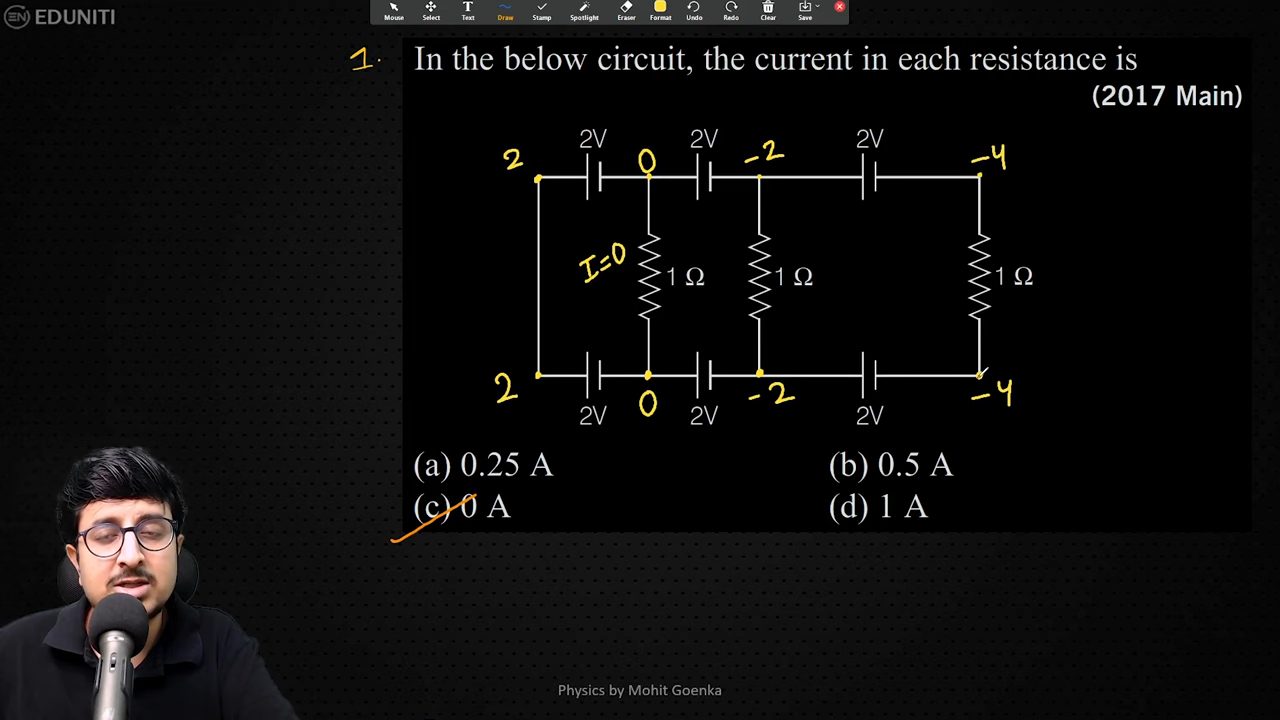 EN EDUNITI
Mouse Select Text Draw Stamp Spotlight Eraser Format Undo Redo Clear Save
1. In the below circuit, the current in each resistance is
(2017 Main)
2V 2V 2V
2 0 -2 -4
I=0
1 Ω 1 Ω 1 Ω
2 0 -2 -4
2V 2V 2V
(a) 0.25 A (b) 0.5 A
(c) 0 A (d) 1 A
Physics by Mohit Goenka